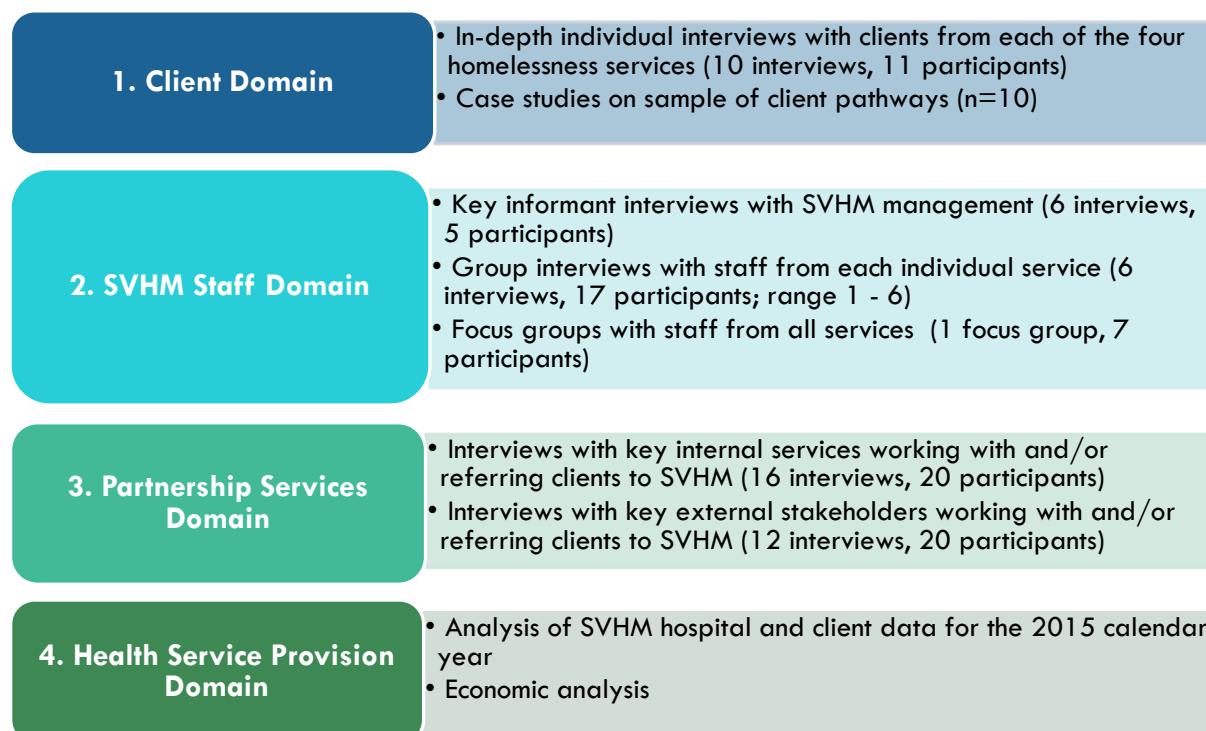 1. Client Domain
• In-depth individual interviews with clients from each of the four
homelessness services (10 interviews, 11 participants)
• Case studies on sample of client pathways (n=10)
2. SVHM Staff Domain
• Key informant interviews with SVHM management (6 interviews,
5 participants)
• Group interviews with staff from each individual service (6
interviews, 17 participants; range 1 - 6)
• Focus groups with staff from all services (1 focus group, 7
participants)
3. Partnership Services
Domain
• Interviews with key internal services working with and/or
referring clients to SVHM (16 interviews, 20 participants)
• Interviews with key external stakeholders working with and/or
referring clients to SVHM (12 interviews, 20 participants)
4. Health Service Provision
Domain
• Analysis of SVHM hospital and client data for the 2015 calendar
year
• Economic analysis